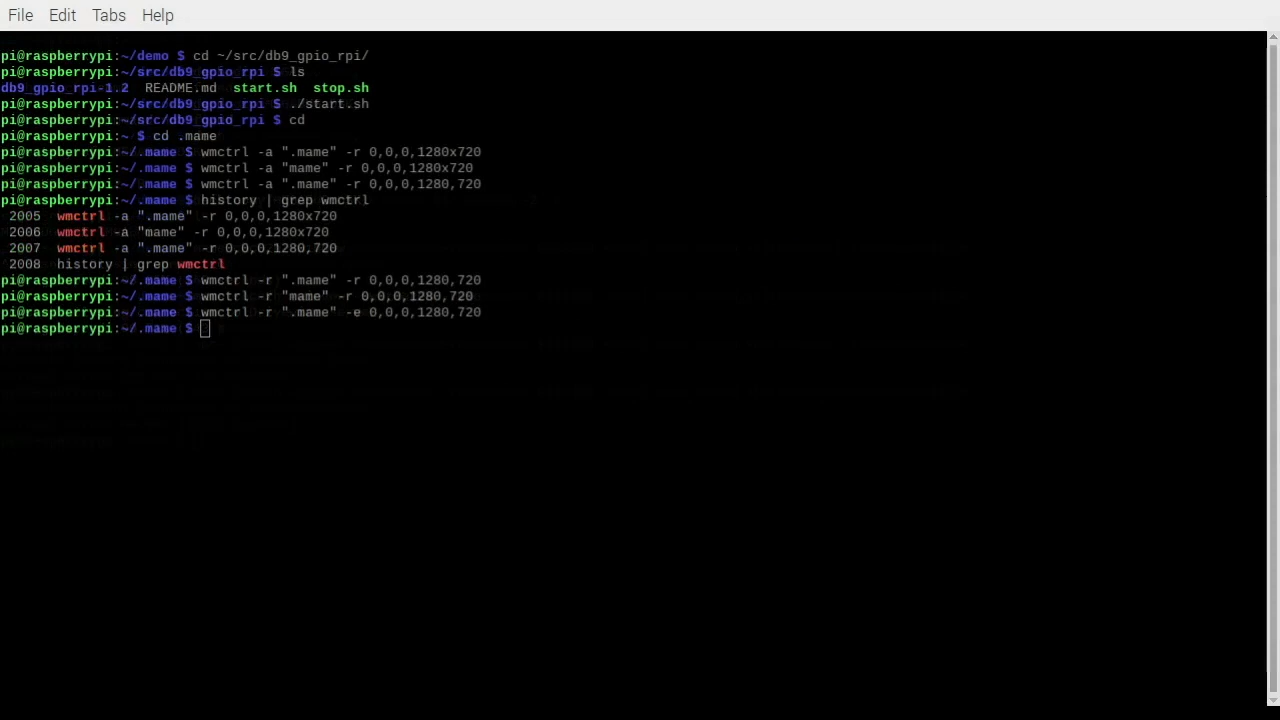 File Edit Tabs Help
pi@raspberrypi:~/demo $ cd ~/src/db9_gpio_rpi/
pi@raspberrypi:~/src/db9_gpio_rpi $ ls
db9_gpio_rpi-1.2  README.md  start.sh  stop.sh
pi@raspberrypi:~/src/db9_gpio_rpi $ ./start.sh
pi@raspberrypi:~/src/db9_gpio_rpi $ cd
pi@raspberrypi:~ $ cd .mame
pi@raspberrypi:~/.mame $ wmctrl -a ".mame" -r 0,0,0,1280x720
pi@raspberrypi:~/.mame $ wmctrl -a "mame" -r 0,0,0,1280x720
pi@raspberrypi:~/.mame $ wmctrl -a ".mame" -r 0,0,0,1280,720
pi@raspberrypi:~/.mame $ history | grep wmctrl
 2005  wmctrl -a ".mame" -r 0,0,0,1280x720
 2006  wmctrl -a "mame" -r 0,0,0,1280x720
 2007  wmctrl -a ".mame" -r 0,0,0,1280,720
 2008  history | grep wmctrl
pi@raspberrypi:~/.mame $ wmctrl -r ".mame" -r 0,0,0,1280,720
pi@raspberrypi:~/.mame $ wmctrl -r "mame" -r 0,0,0,1280,720
pi@raspberrypi:~/.mame $ wmctrl -r ".mame" -e 0,0,0,1280,720
pi@raspberrypi:~/.mame $